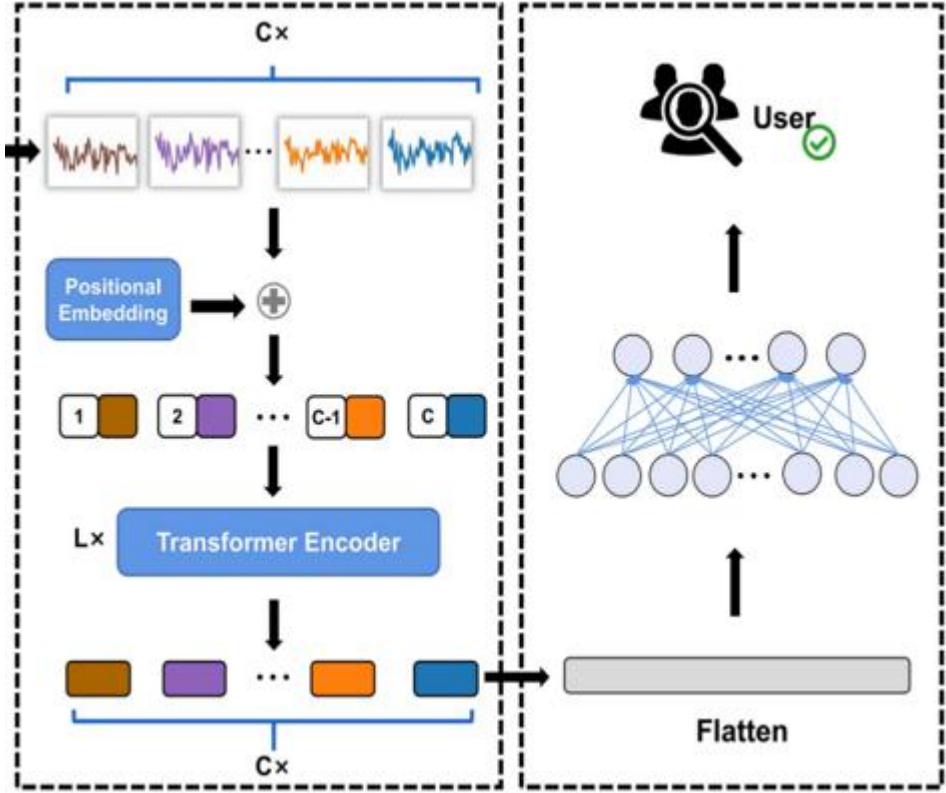 C×
Positional
Embedding
1
2
C-1
C
L×
Transformer Encoder
C×
User
Flatten